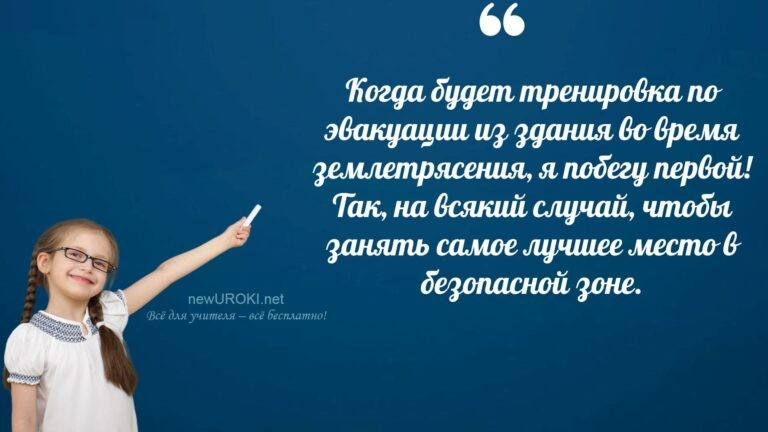 ❝
Когда будет тренировка по
эвакуации из здания во время
землетрясения, я побегу первой!
Так, на всякий случай, чтобы
занять самое лучшее место в
безопасной зоне.
newUROKI.net
Всё для учителя – всё бесплатно!